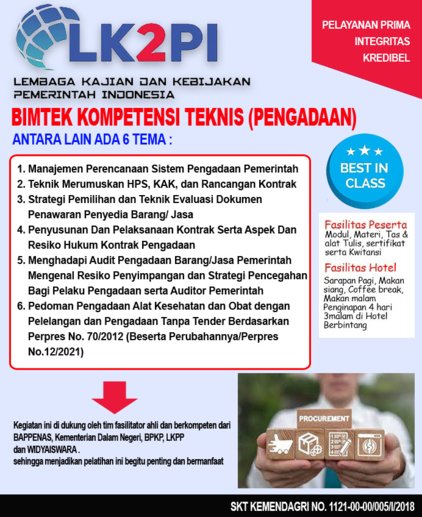 LK2PI
LEMBAGA KAJIAN DAN KEBIJAKAN
PEMERINTAH INDONESIA
PELAYANAN PRIMA
INTEGRITAS
KREDIBEL
BIMTEK KOMPETENSI TEKNIS (PENGADAAN)
ANTARA LAIN ADA 6 TEMA :
1. Manajemen Perencanaan Sistem Pengadaan Pemerintah
2. Teknik Merumuskan HPS, KAK, dan Rancangan Kontrak
3. Strategi Pemilihan dan Teknik Evaluasi Dokumen
Penawaran Penyedia Barang/ Jasa
4. Penyusunan Dan Pelaksanaan Kontrak Serta Aspek Dan
Resiko Hukum Kontrak Pengadaan
5. Menghadapi Audit Pengadaan Barang/Jasa Pemerintah
Mengenal Resiko Penyimpangan dan Strategi Pencegahan
Bagi Pelaku Pengadaan serta Auditor Pemerintah
6. Pedoman Pengadaan Alat Kesehatan dan Obat dengan
Pelelangan dan Pengadaan Tanpa Tender Berdasarkan
Perpres No. 70/2012 (Beserta Perubahannya/Perpres
No.12/2021)
BEST IN
CLASS
Fasilitas Peserta
Modul, Materi, Tas &
alat Tulis, sertifikat
serta Kwitansi
Fasilitas Hotel
Sarapan Pagi, Makan
siang, Coffee break,
Makan malam
Penginapan 4 hari
3malam di Hotel
Berbintang
Kegiatan ini di dukung oleh tim fasilitator ahli dan berkompeten dari
BAPPENAS, Kementerian Dalam Negeri, BPKP, LKPP
dan WIDYAISWARA .
sehingga menjadikan pelatihan ini begitu penting dan bermanfaat
PROCUREMENT
SKT KEMENDAGRI NO. 1121-00-00/005/I/2018